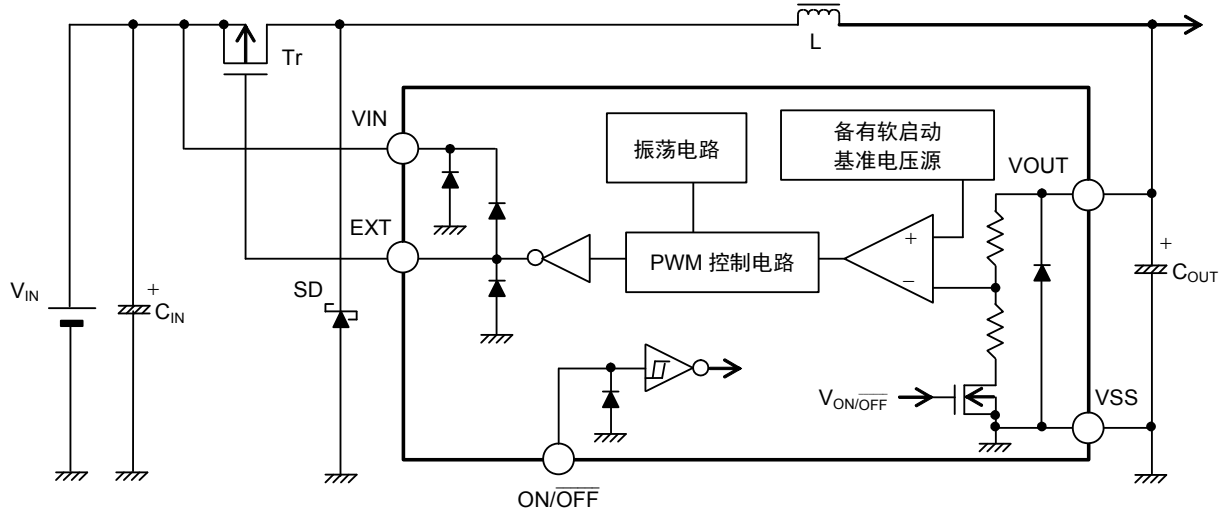 L
Tr
VIN
振荡电路
备有软启动
基准电压源
VOUT
EXT
+
PWM 控制电路
+
−
COUT
VIN
+
CIN
SD
VON/OFF
VSS
ON/OFF